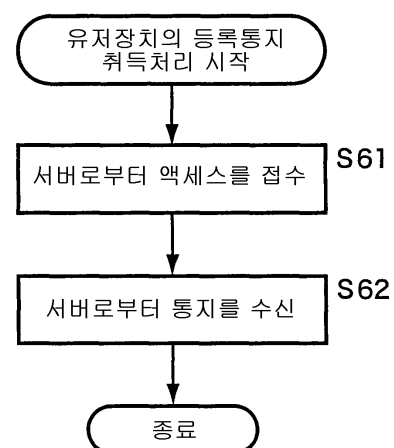 유저장치의 등록통지
취득처리 시작
서버로부터 액세스를 접수
S61
서버로부터 통지를 수신
S62
종료